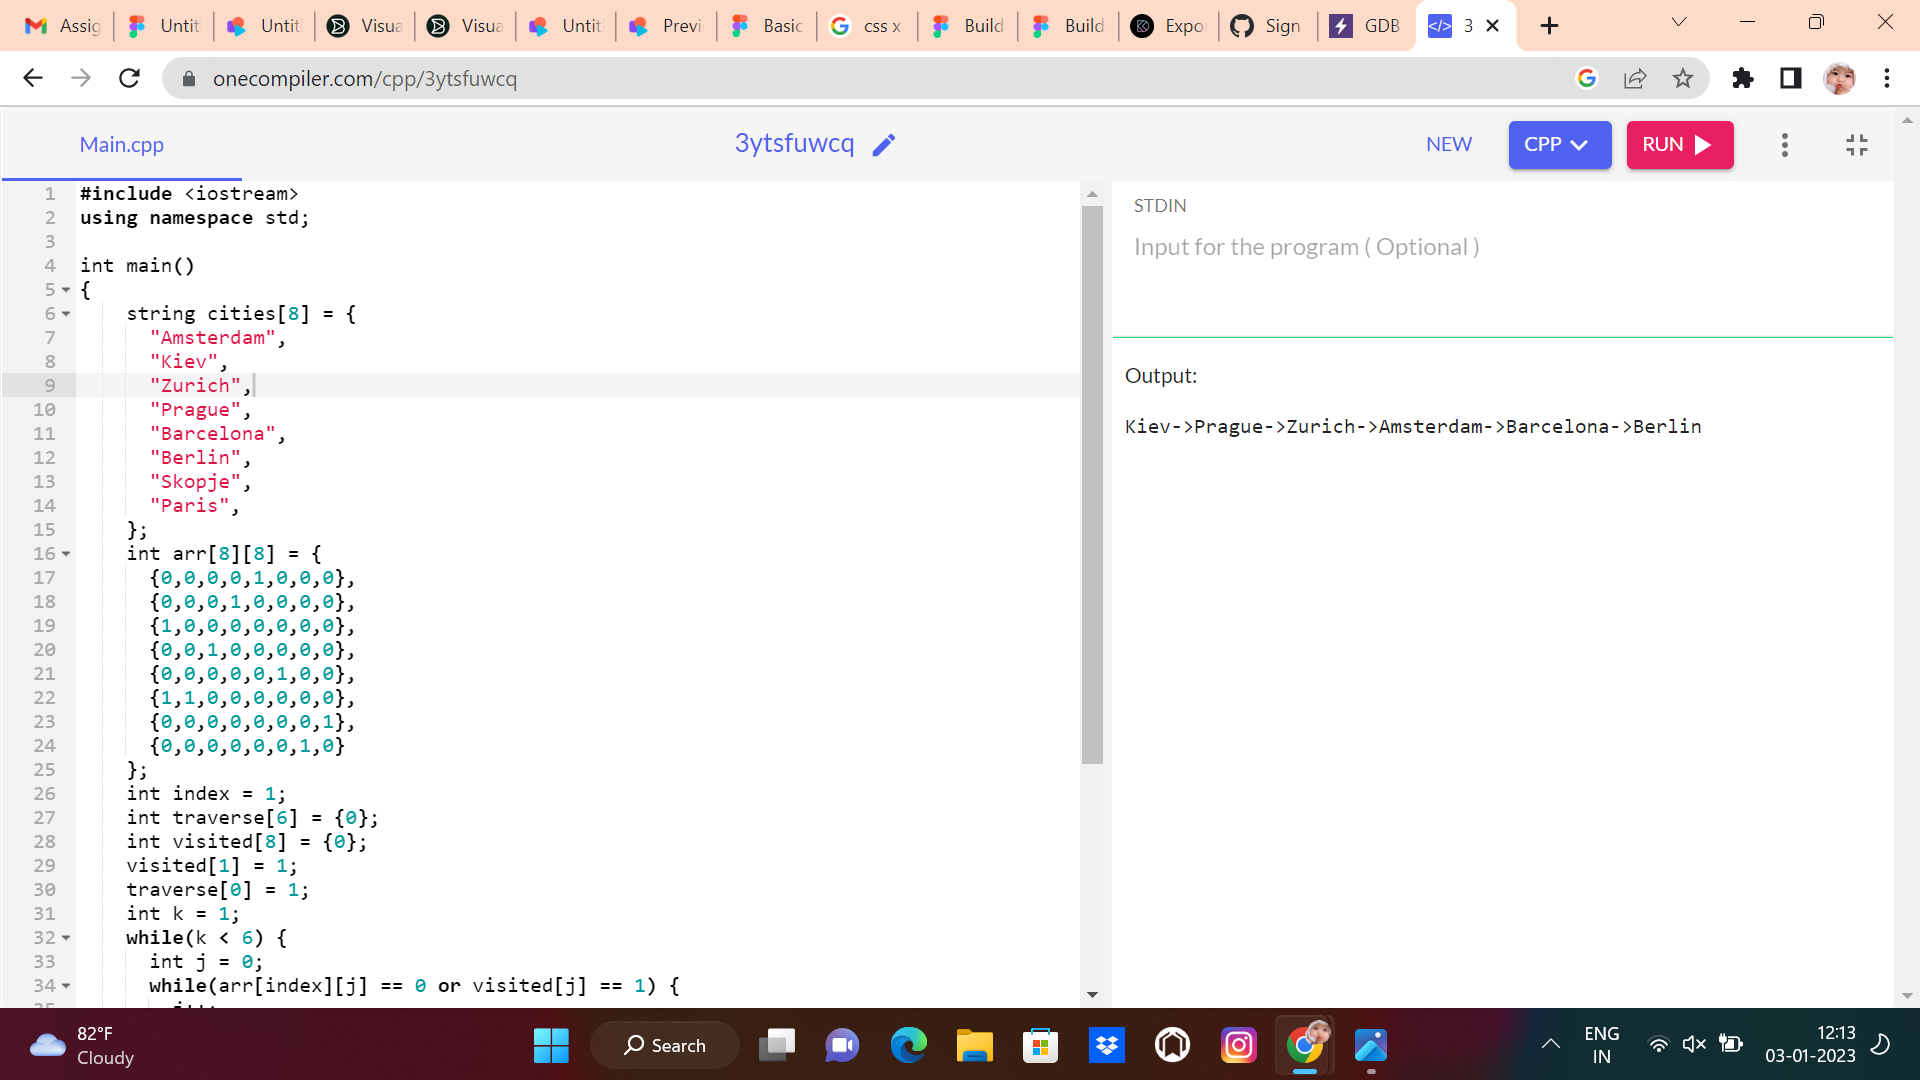 Assig
Untit
Untit
Visua
Visua
Untit
Previ
Basic
css x
Build
Build
Expo
Sign
GDB
3
onecompiler.com/cpp/3ytsfuwcq
Main.cpp
3ytsfuwcq
NEW
CPP
RUN
1 #include <iostream>
2 using namespace std;
3
4 int main()
5 {
6 string cities[8] = {
7 "Amsterdam",
8 "Kiev",
9 "Zurich",
10 "Prague",
11 "Barcelona",
12 "Berlin",
13 "Skopje",
14 "Paris",
15 };
16 int arr[8][8] = {
17 {0,0,0,0,1,0,0,0},
18 {0,0,0,1,0,0,0,0},
19 {1,0,0,0,0,0,0,0},
20 {0,0,1,0,0,0,0,0},
21 {0,0,0,0,0,1,0,0},
22 {1,1,0,0,0,0,0,0},
23 {0,0,0,0,0,0,0,1},
24 {0,0,0,0,0,0,1,0}
25 };
26 int index = 1;
27 int traverse[6] = {0};
28 int visited[8] = {0};
29 visited[1] = 1;
30 traverse[0] = 1;
31 int k = 1;
32 while(k < 6) {
33 int j = 0;
34 while(arr[index][j] == 0 or visited[j] == 1) {
STDIN
Input for the program ( Optional )
Output:
Kiev->Prague->Zurich->Amsterdam->Barcelona->Berlin
82°F
Cloudy
Search
ENG
IN
12:13
03-01-2023